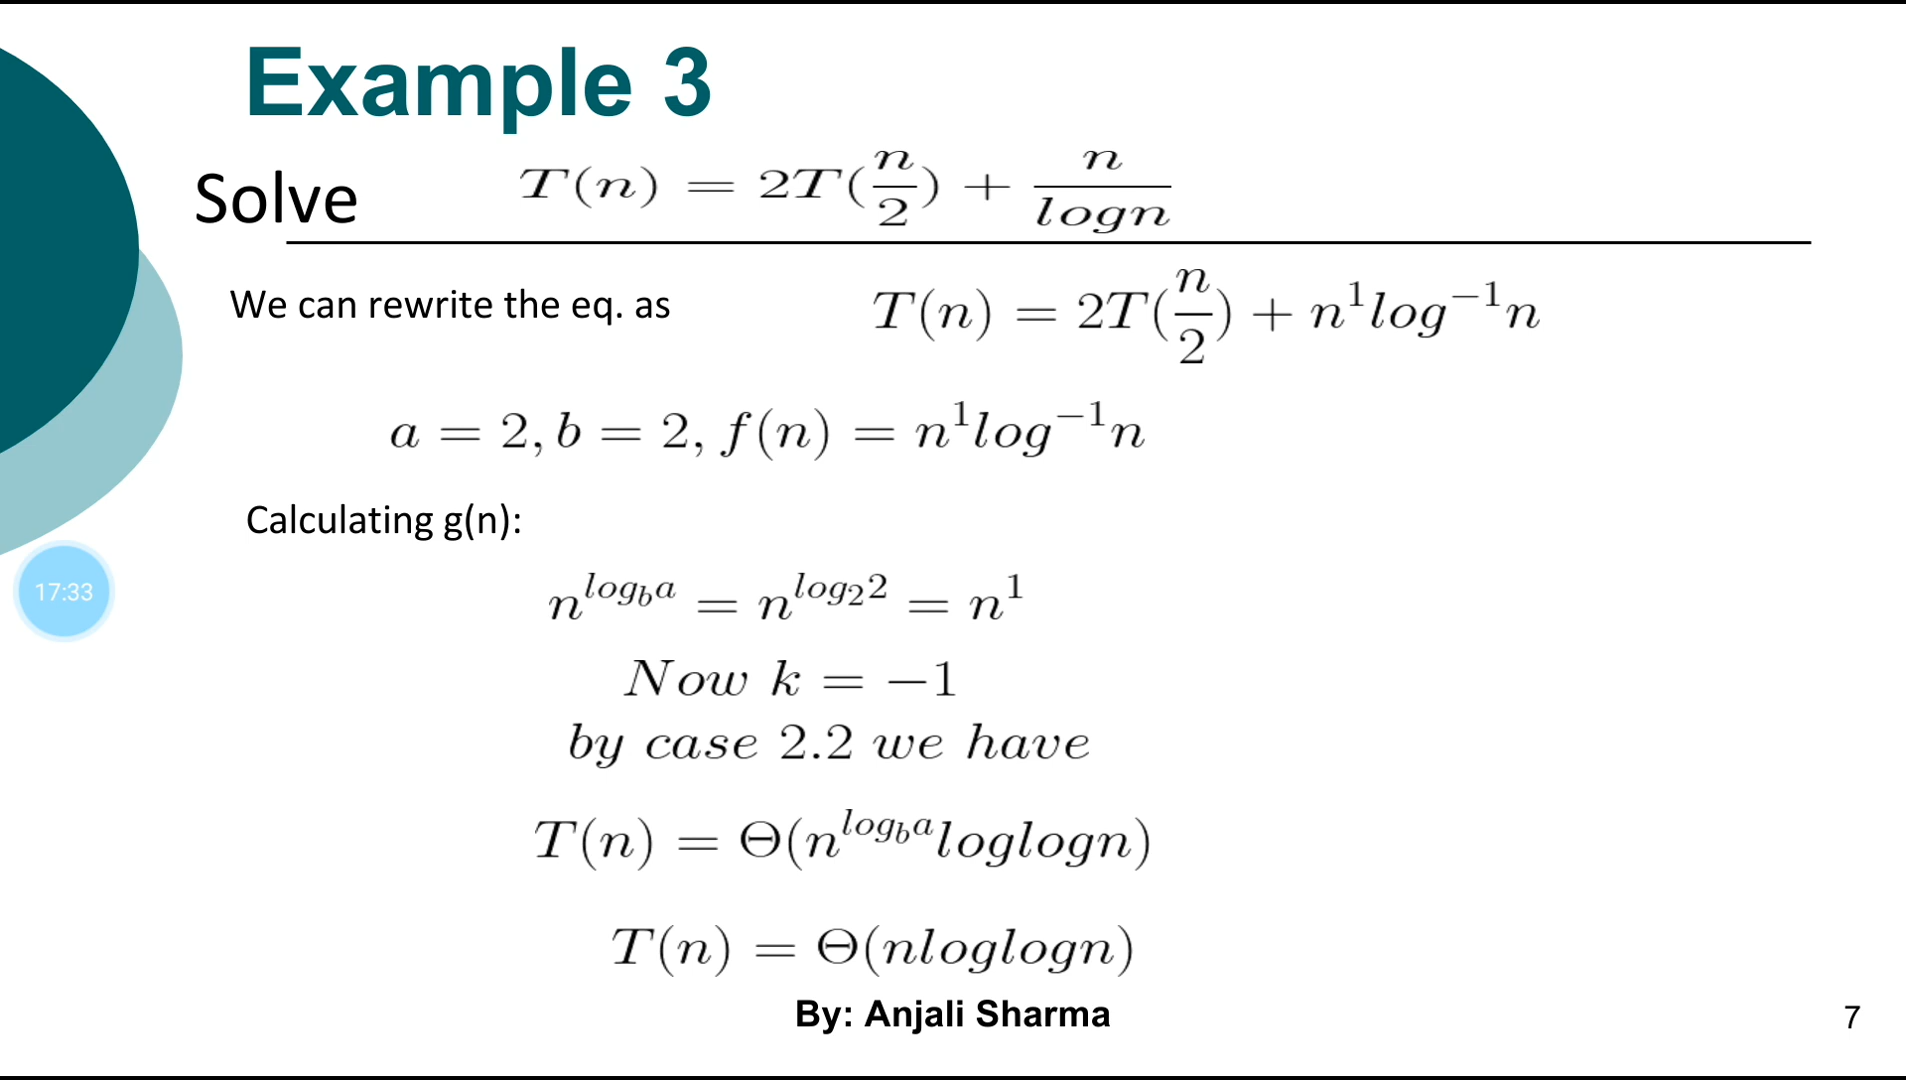 Example 3
Solve T(n) = 2T(n/2) + n/logn
We can rewrite the eq. as T(n) = 2T(n/2) + n¹log⁻¹n
a = 2, b = 2, f(n) = n¹log⁻¹n
Calculating g(n):
17:33
n^{log_b a} = n^{log₂2} = n¹
Now k = −1
by case 2.2 we have
T(n) = Θ(n^{log_b a}loglogn)
T(n) = Θ(nloglogn)
By: Anjali Sharma
7